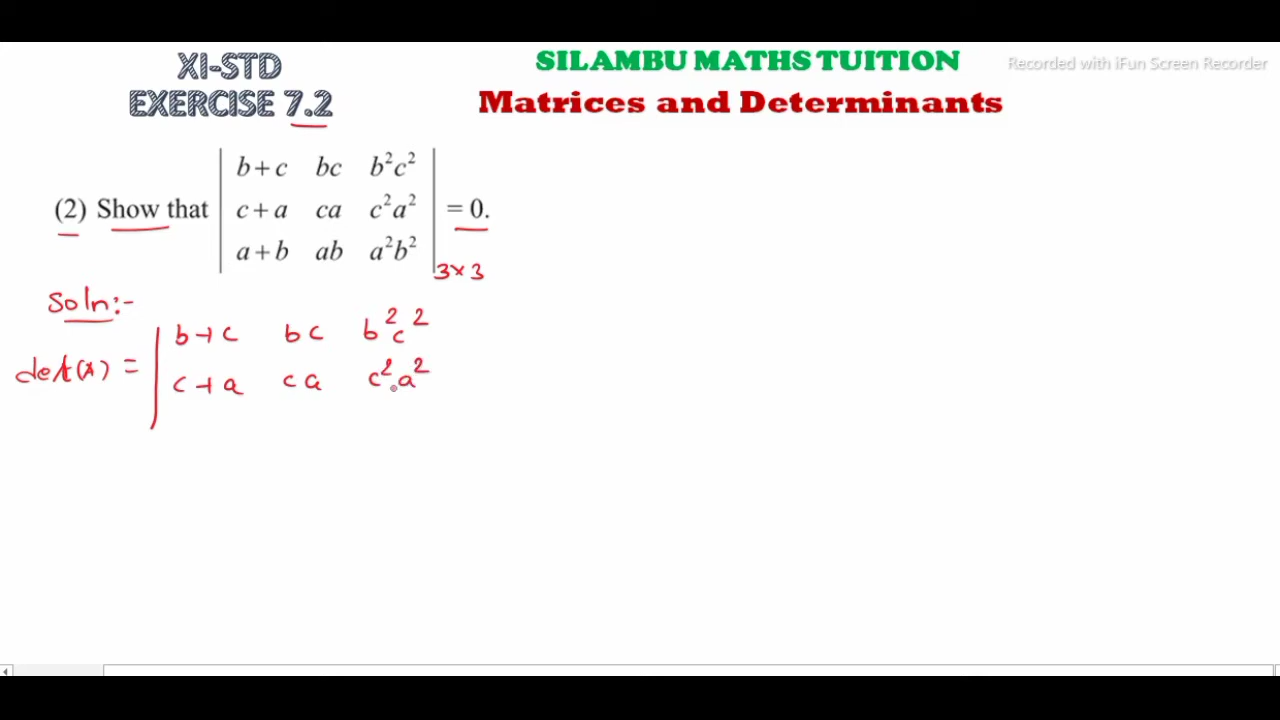 XI-STD
EXERCISE 7.2
SILAMBU MATHS TUITION
Matrices and Determinants
Recorded with iFun Screen Recorder
b+c bc b²c²
(2) Show that c+a ca c²a² = 0.
a+b ab a²b²
3×3
Soln:-
b+c bc b²c²
det(A) =
c+a ca c²a²